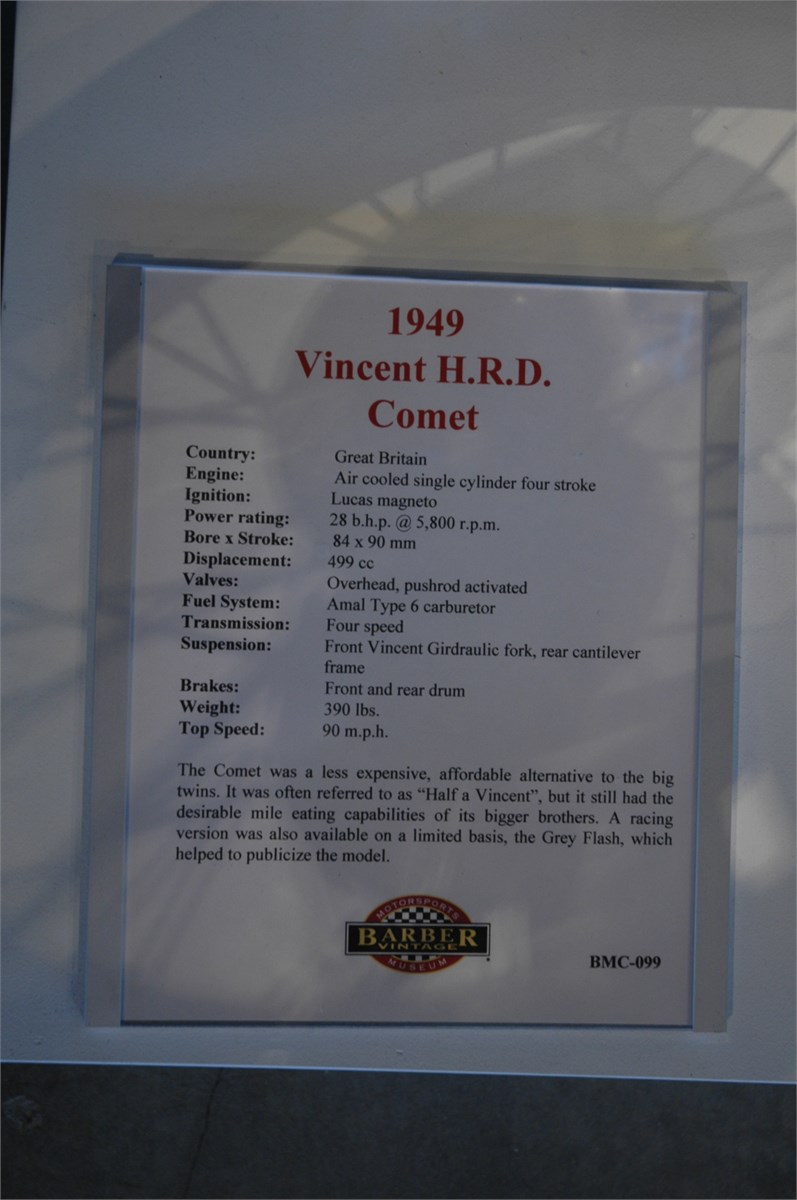 1949
Vincent H.R.D.
Comet
Country: Great Britain
Engine: Air cooled single cylinder four stroke
Ignition: Lucas magneto
Power rating: 28 b.h.p. @ 5,800 r.p.m.
Bore x Stroke: 84 x 90 mm
Displacement: 499 cc
Valves: Overhead, pushrod activated
Fuel System: Amal Type 6 carburetor
Transmission: Four speed
Suspension: Front Vincent Girdraulic fork, rear cantilever
frame
Brakes: Front and rear drum
Weight: 390 lbs.
Top Speed: 90 m.p.h.
The Comet was a less expensive, affordable alternative to the big
twins. It was often referred to as “Half a Vincent”, but it still had the
desirable mile eating capabilities of its bigger brothers. A racing
version was also available on a limited basis, the Grey Flash, which
helped to publicize the model.
MOTORSPORTS
BARBER
VINTAGE
MUSEUM
BMC-099